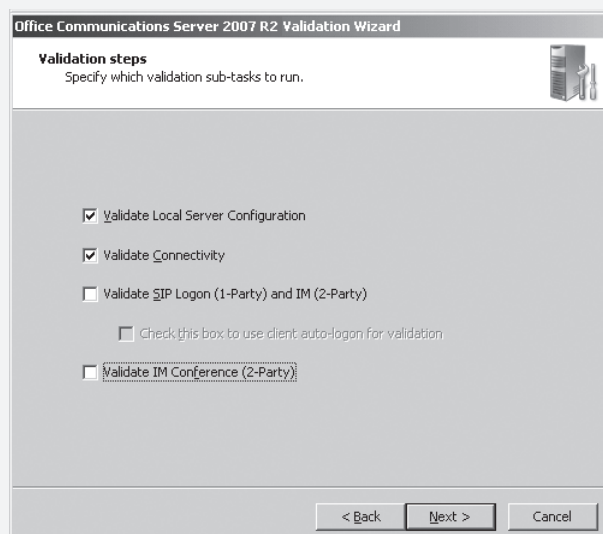 Office Communications Server 2007 R2 Validation Wizard
Validation steps
Specify which validation sub-tasks to run.
Validate Local Server Configuration
Validate Connectivity
Validate SIP Logon (1-Party) and IM (2-Party)
Check this box to use client auto-logon for validation
Validate IM Conference (2-Party)
< Back
Next >
Cancel